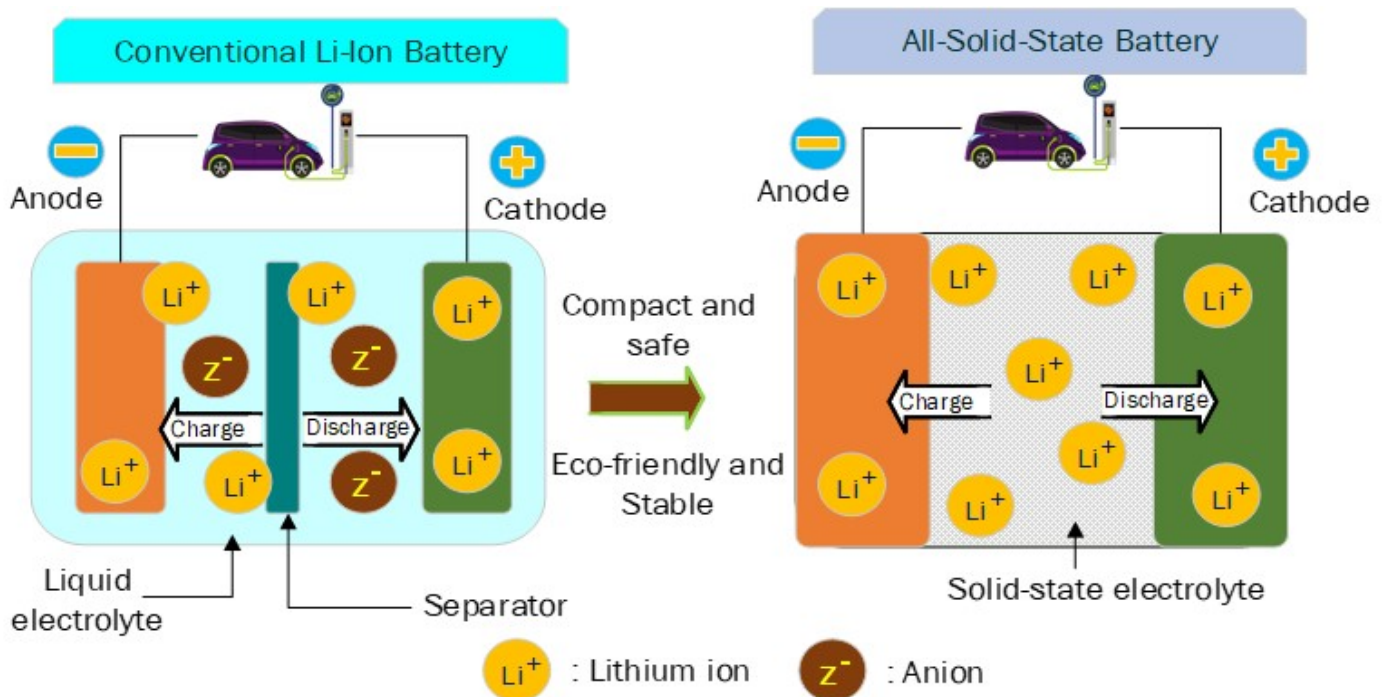 Conventional Li-Ion Battery
All-Solid-State Battery
Anode
Cathode
Anode
Cathode
Li+
Li+
Li+
Z-
Z-
Charge
Discharge
Li+
Li+
Z-
Li+
Liquid
electrolyte
Separator
Compact and
safe
Eco-friendly and
Stable
Li+
Li+
Li+
Li+
Li+
Charge
Discharge
Li+
Li+
Li+
Li+
Solid-state electrolyte
Li+ : Lithium ion
Z- : Anion